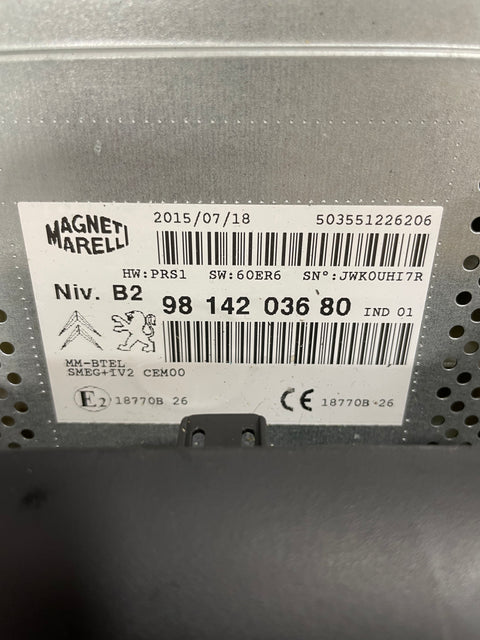 MAGNETI
MARELLI
2015/07/18 503551226206
HW:PRS1 SW:60ER6 SN°:JWK0UHI7R
Niv. B2 98 142 036 80 IND 01
MM-BTEL
SMEG+IV2 CEM00
E2 18770B 26 CE 18770B 26